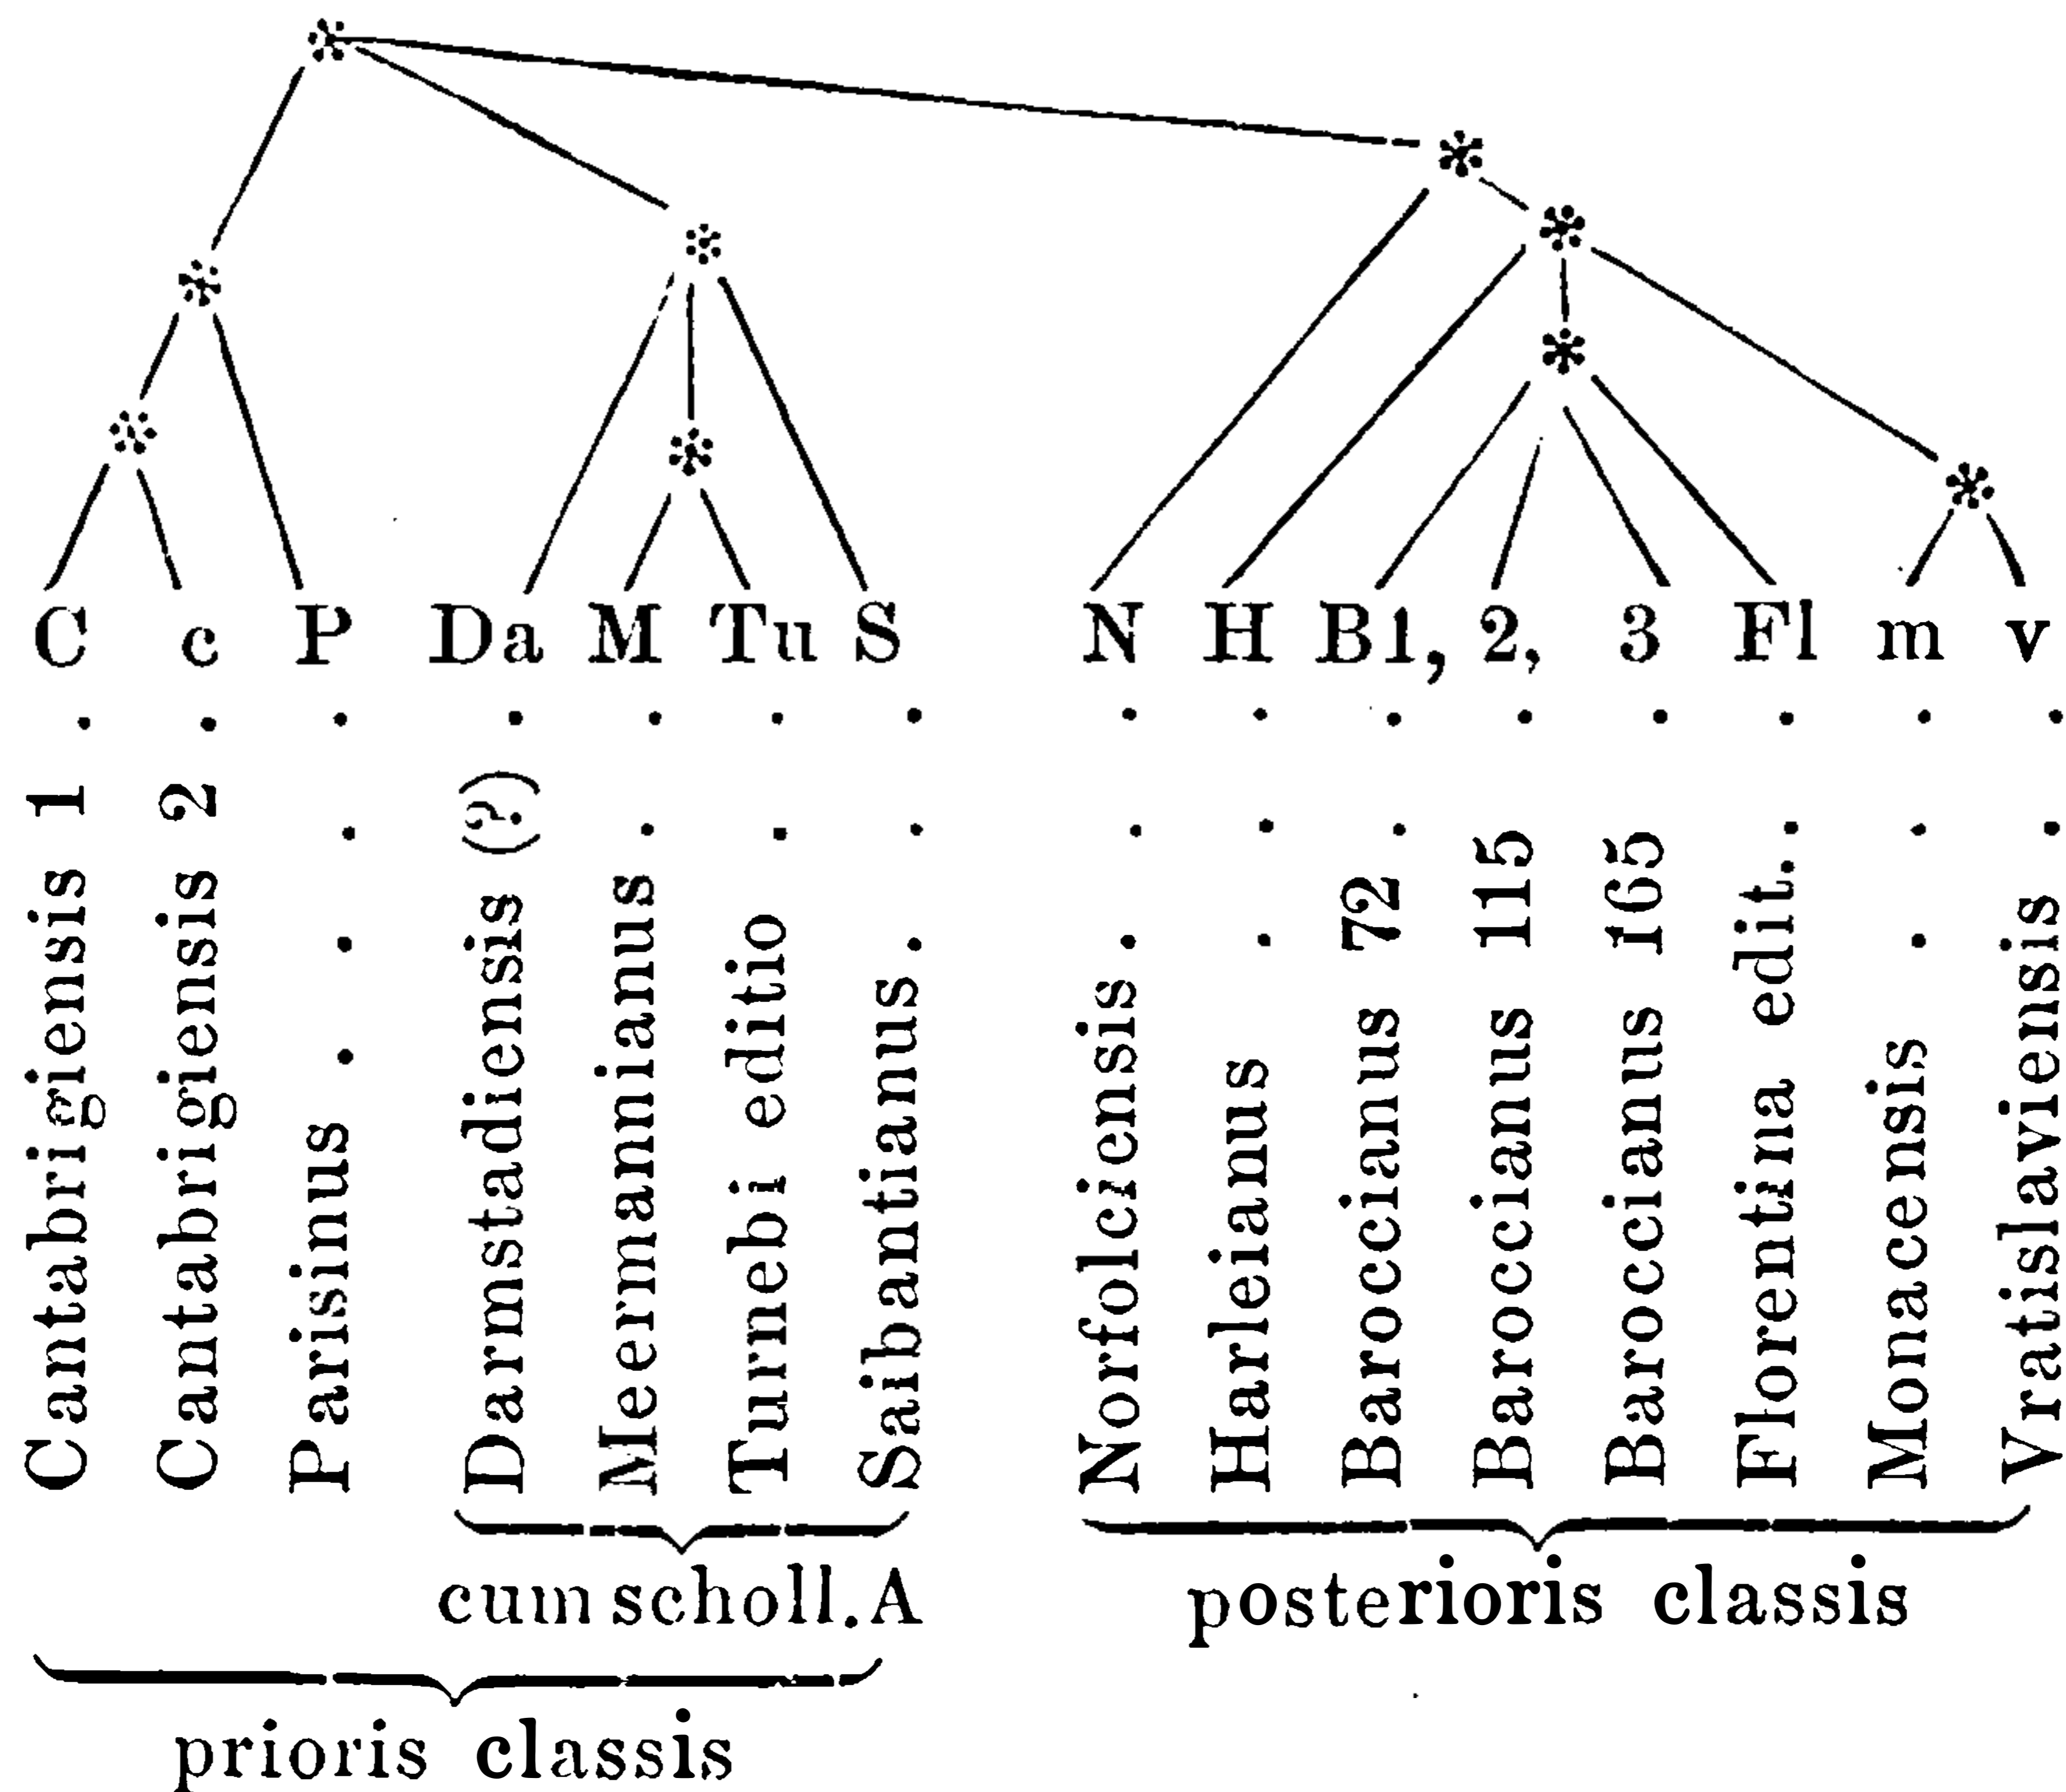 C c P Da M Tu S N H B1, 2, 3 Fl m v
Cantabrigiensis 1
Cantabrigiensis 2
Parisinus . . .
Darmstadiensis (?)
Meermannianus .
Turnebi editio .
Saibantianus . .
Norfolciensis . .
Harleianus . .
Baroccianus 72 .
Baroccianus 115
Baroccianus 165
Florentina edit. .
Monacensis . .
Vratislaviensis . .
cum scholl. A
posterioris classis
prioris classis